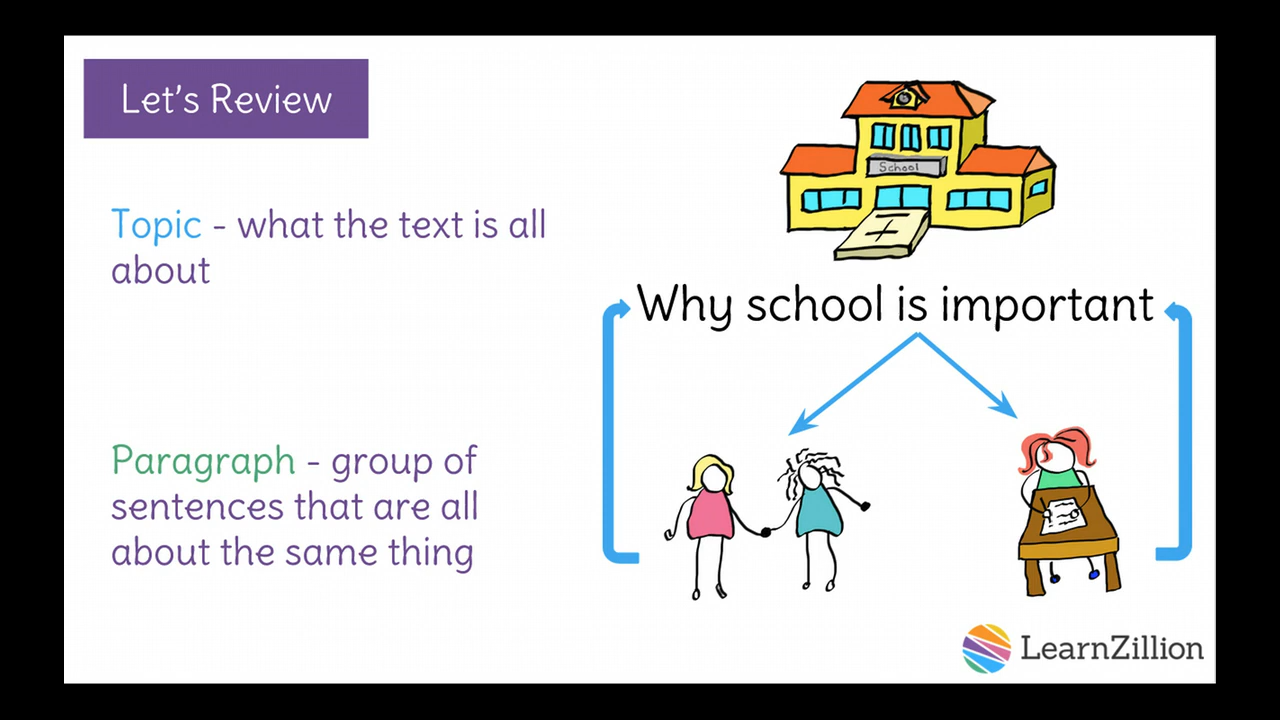 Let's Review
Topic - what the text is all
about
Paragraph - group of
sentences that are all
about the same thing
School
Why school is important
LearnZillion